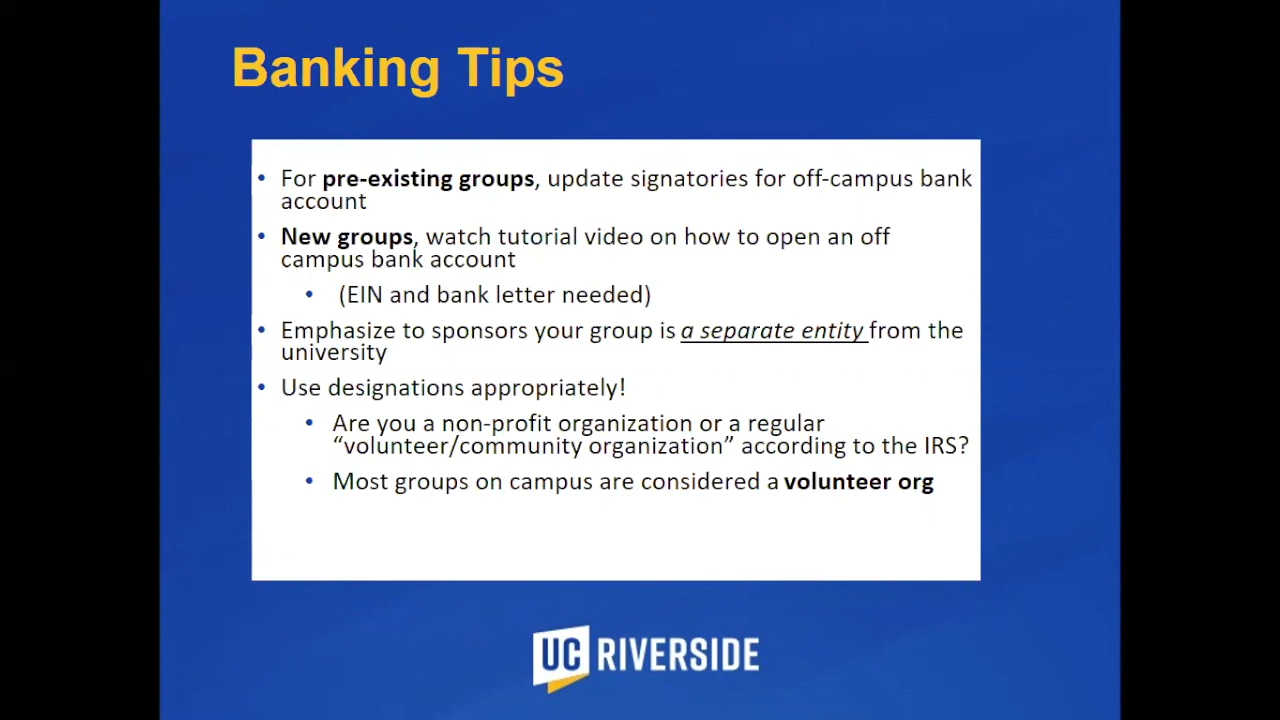 Banking Tips
• For pre-existing groups, update signatories for off-campus bank
account
• New groups, watch tutorial video on how to open an off
campus bank account
• (EIN and bank letter needed)
• Emphasize to sponsors your group is a separate entity from the
university
• Use designations appropriately!
• Are you a non-profit organization or a regular
“volunteer/community organization” according to the IRS?
• Most groups on campus are considered a volunteer org
UC RIVERSIDE